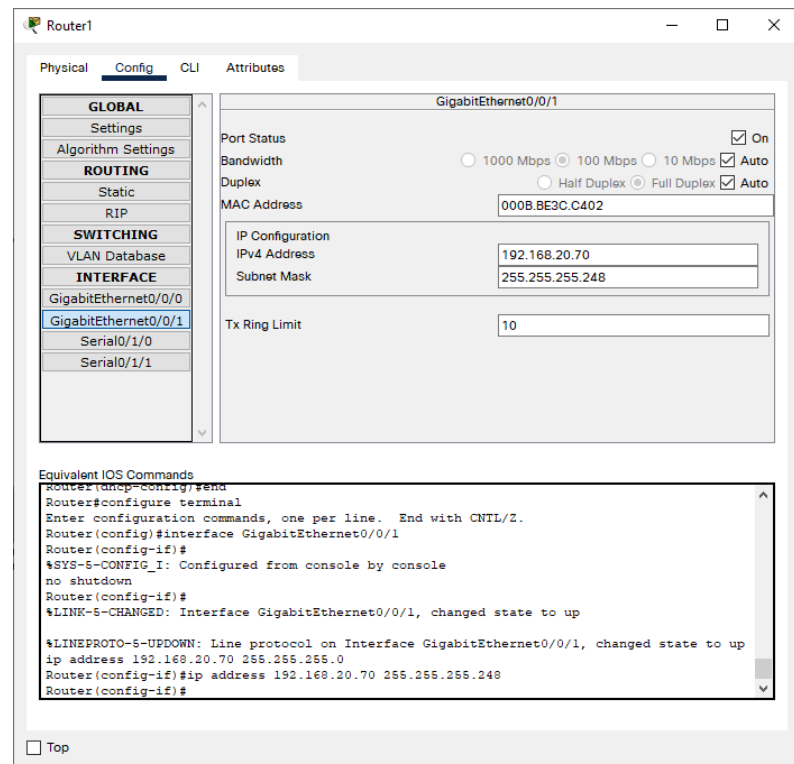 Router1
Physical Config CLI Attributes
GLOBAL
Settings
Algorithm Settings
ROUTING
Static
RIP
SWITCHING
VLAN Database
INTERFACE
GigabitEthernet0/0/0
GigabitEthernet0/0/1
Serial0/1/0
Serial0/1/1
GigabitEthernet0/0/1
Port Status On
Bandwidth 1000 Mbps 100 Mbps 10 Mbps Auto
Duplex Half Duplex Full Duplex Auto
MAC Address 000B.BE3C.C402
IP Configuration
IPv4 Address 192.168.20.70
Subnet Mask 255.255.255.248
Tx Ring Limit 10
Equivalent IOS Commands
Router(dhcp-config)#end
Router#configure terminal
Enter configuration commands, one per line. End with CNTL/Z.
Router(config)#interface GigabitEthernet0/0/1
Router(config-if)#
%SYS-5-CONFIG_I: Configured from console by console
no shutdown
Router(config-if)#
%LINK-5-CHANGED: Interface GigabitEthernet0/0/1, changed state to up
%LINEPROTO-5-UPDOWN: Line protocol on Interface GigabitEthernet0/0/1, changed state to up
ip address 192.168.20.70 255.255.255.0
Router(config-if)#ip address 192.168.20.70 255.255.255.248
Router(config-if)#
Top